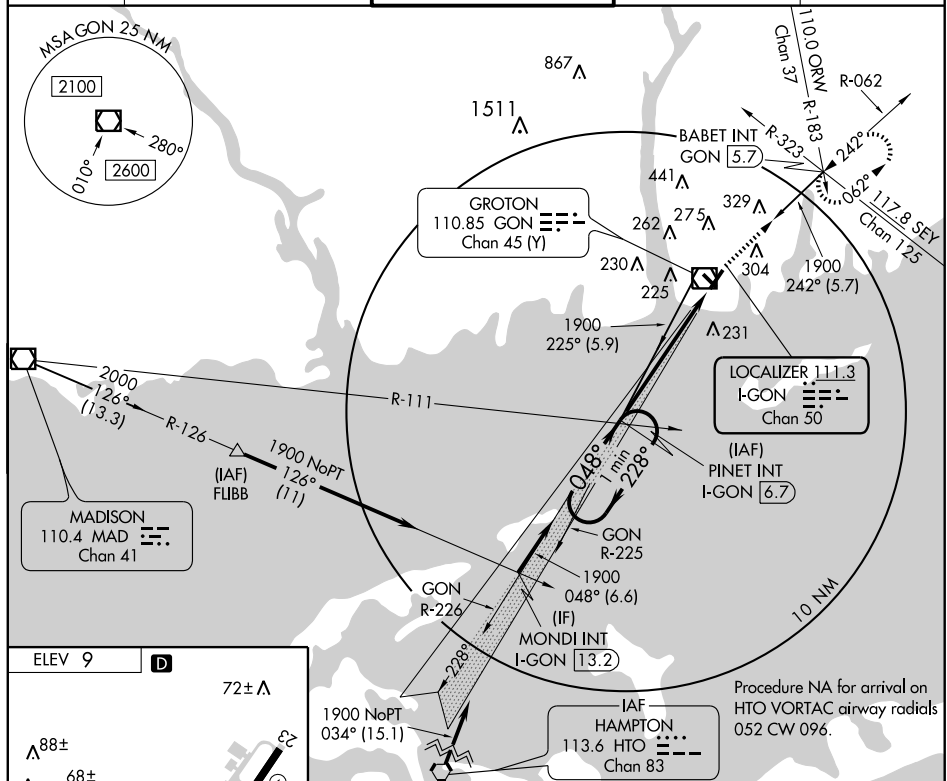 MSA GON 25 NM
2100
280°
010°
2600
867
1511
110.0 ORW
Chan 37
R-183
R-062
R-323
BABET INT
GON 5.7
242°
062°
117.8 SEY
Chan 125
441
GROTON
110.85 GON
Chan 45 (Y)
262
275
329
230
225
304
1900
242° (5.7)
1900
225° (5.9)
231
LOCALIZER 111.3
I-GON
Chan 50
2000
126°
(13.3)
R-111
R-126
(IAF)
FLIBB
1900 NoPT
126°
(11)
048°
1 min
228°
(IAF)
PINET INT
I-GON 6.7
MADISON
110.4 MAD
Chan 41
GON
R-225
1900
048° (6.6)
GON
R-226
(IF)
MONDI INT
I-GON 13.2
10 NM
228°
ELEV 9
D
72±
23
88±
68±
1900 NoPT
034° (15.1)
IAF
HAMPTON
113.6 HTO
Chan 83
Procedure NA for arrival on
HTO VORTAC airway radials
052 CW 096.